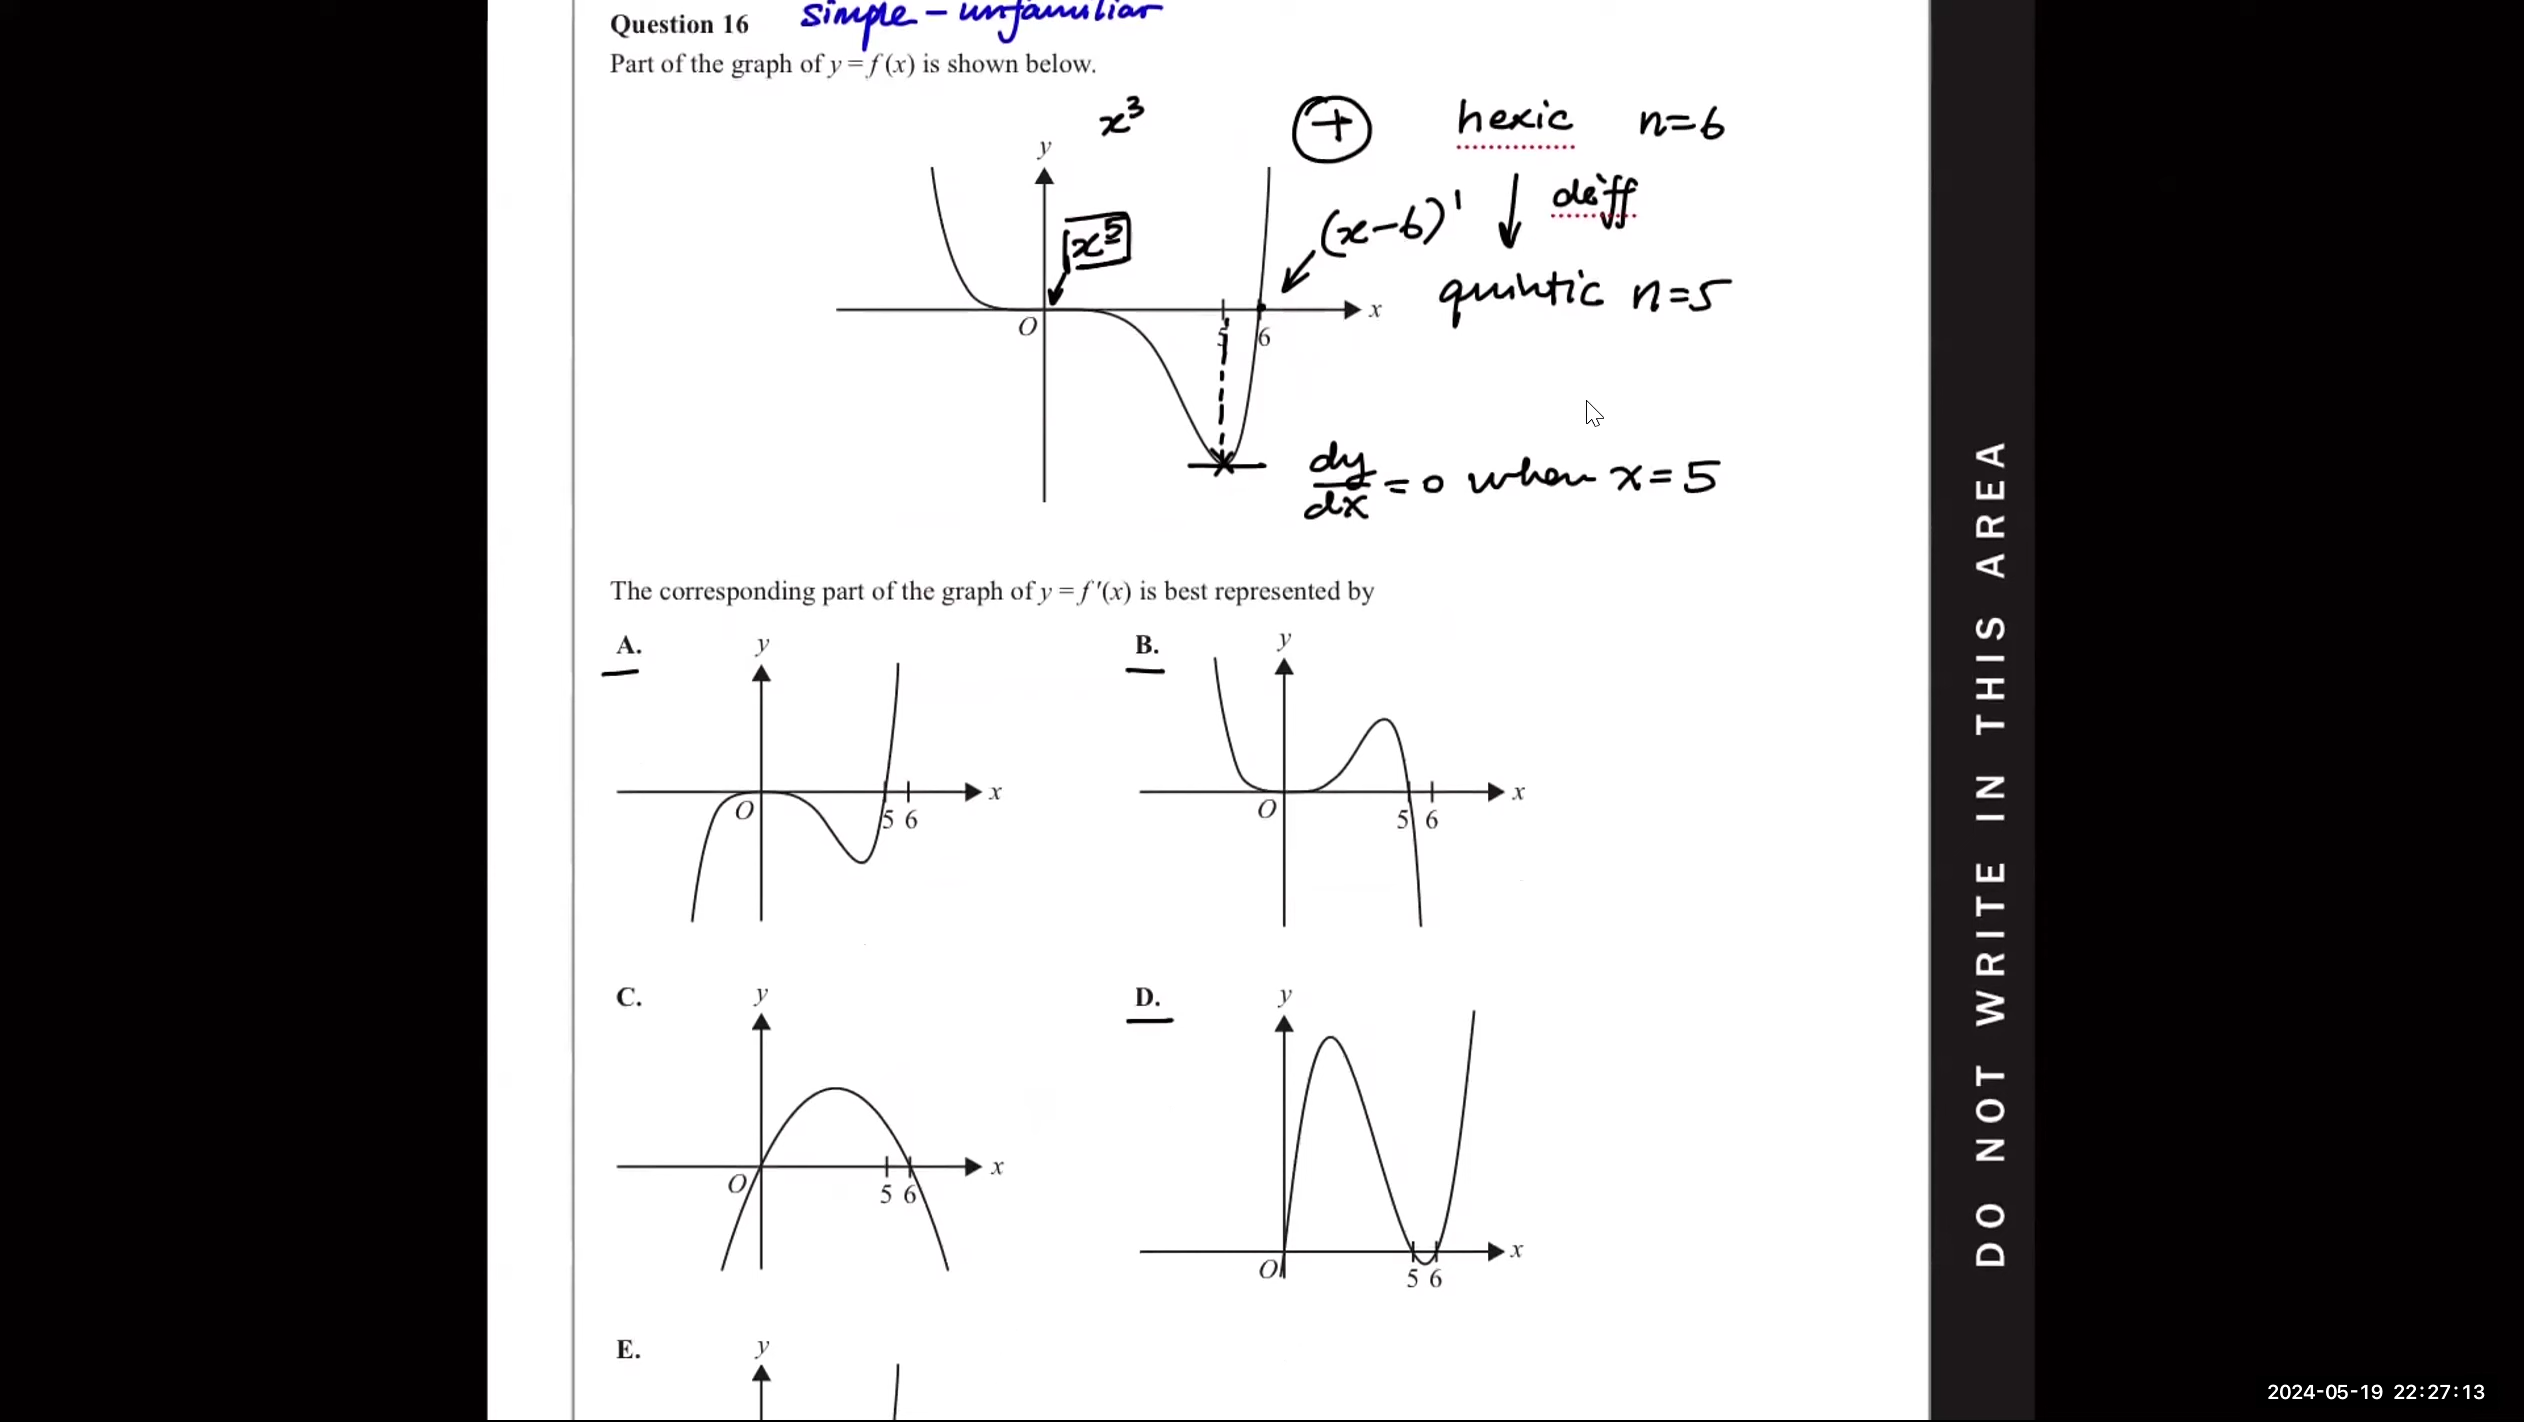 simple - unfamiliar
Question 16
Part of the graph of y = f(x) is shown below.
x³
+
hexic n=6
y
diff
(x-6)¹
x⁵
quintic n=5
x
O
5
6
dy/dx = 0 when x = 5
The corresponding part of the graph of y = f′(x) is best represented by
A.
y
x
O
5 6
B.
y
x
O
5 6
C.
y
x
O
5 6
D.
y
x
O
5 6
E.
y
DO NOT WRITE IN THIS AREA
2024-05-19 22:27:13